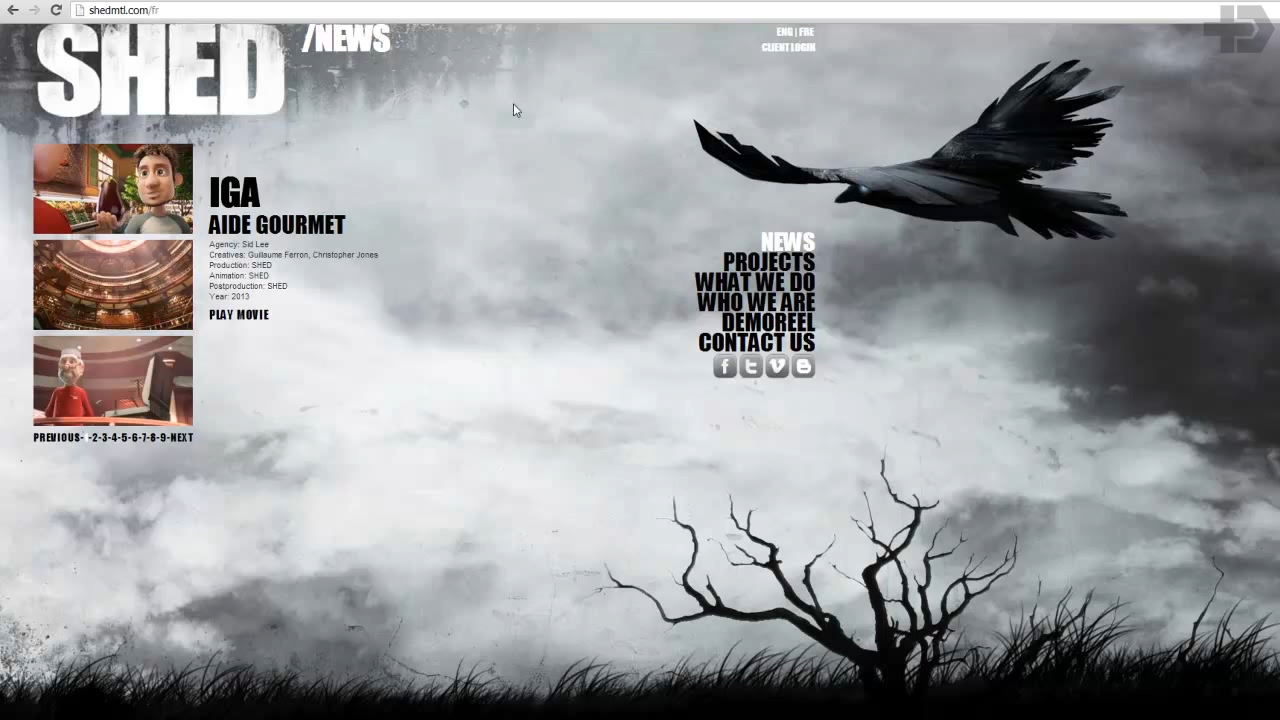 shedmtl.com/fr
SHED
/NEWS
ENG | FRE
CLIENT LOGIN
IGA
AIDE GOURMET
Agency: Sid Lee
Creatives: Guillaume Ferron, Christopher Jones
Production: SHED
Animation: SHED
Postproduction: SHED
Year: 2013
PLAY MOVIE
NEWS
PROJECTS
WHAT WE DO
WHO WE ARE
DEMOREEL
CONTACT US
PREVIOUS-1-2-3-4-5-6-7-8-9-NEXT